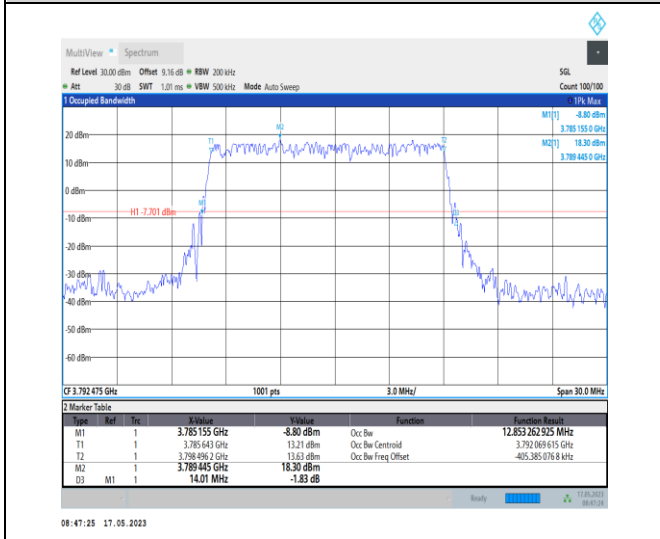 MultiView Spectrum
Ref Level 30.00 dBm Offset 9.16 dB RBW 200 kHz SGL
Att 30 dB SWT 1.01 ms VBW 500 kHz Mode Auto Sweep Count 100/100
1 Occupied Bandwidth 1Pk Max
M1[1] -8.80 dBm
3.785 155 0 GHz
M2[1] 18.30 dBm
3.789 445 0 GHz
M2
20 dBm
T1
10 dBm
0 dBm
M1
H1 -7.701 dBm
-10 dBm
-20 dBm
-30 dBm
-40 dBm
-50 dBm
-60 dBm
CF 3.792 475 GHz 1001 pts 3.0 MHz/ Span 30.0 MHz
2 Marker Table
Type Ref Trc X-Value Y-Value Function Function Result
M1 1 3.785 155 GHz -8.80 dBm Occ Bw 12.853 262 925 MHz
T1 1 3.785 643 GHz 13.21 dBm Occ Bw Centroid 3.792 069 615 GHz
T2 1 3.798 496 2 GHz 13.63 dBm Occ Bw Freq Offset -405.385 076 8 kHz
M2 1 3.789 445 GHz 18.30 dBm
D3 M1 1 14.01 MHz -1.83 dB
Ready 17.05.2023
08:47:24
08:47:25 17.05.2023